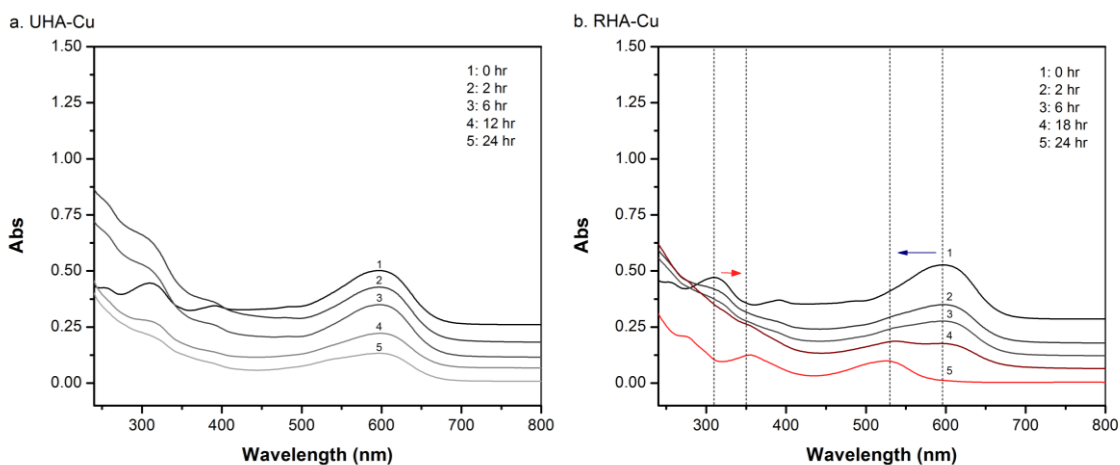 a. UHA-Cu
1.50
1.25
1.00
0.75
0.50
0.25
0.00
Abs
300 400 500 600 700 800
Wavelength (nm)
1: 0 hr
2: 2 hr
3: 6 hr
4: 12 hr
5: 24 hr
1
2
3
4
5
b. RHA-Cu
1.50
1.25
1.00
0.75
0.50
0.25
0.00
Abs
300 400 500 600 700 800
Wavelength (nm)
1: 0 hr
2: 2 hr
3: 6 hr
4: 18 hr
5: 24 hr
1
2
3
4
5